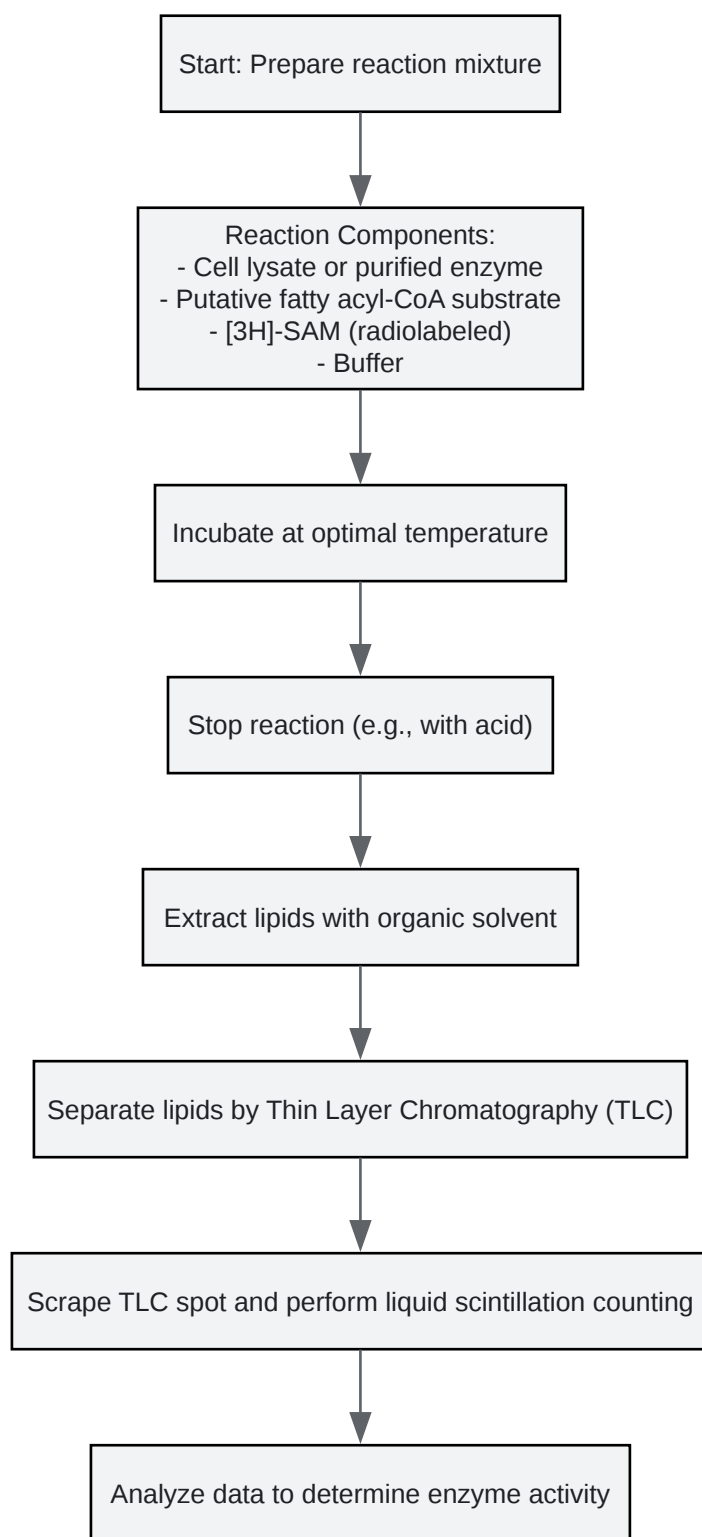 Start: Prepare reaction mixture
Reaction Components:
- Cell lysate or purified enzyme
- Putative fatty acyl-CoA substrate
- [3H]-SAM (radiolabeled)
- Buffer
Incubate at optimal temperature
Stop reaction (e.g., with acid)
Extract lipids with organic solvent
Separate lipids by Thin Layer Chromatography (TLC)
Scrape TLC spot and perform liquid scintillation counting
Analyze data to determine enzyme activity